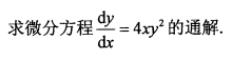 求微分方程 dy/dx = 4xy² 的通解.